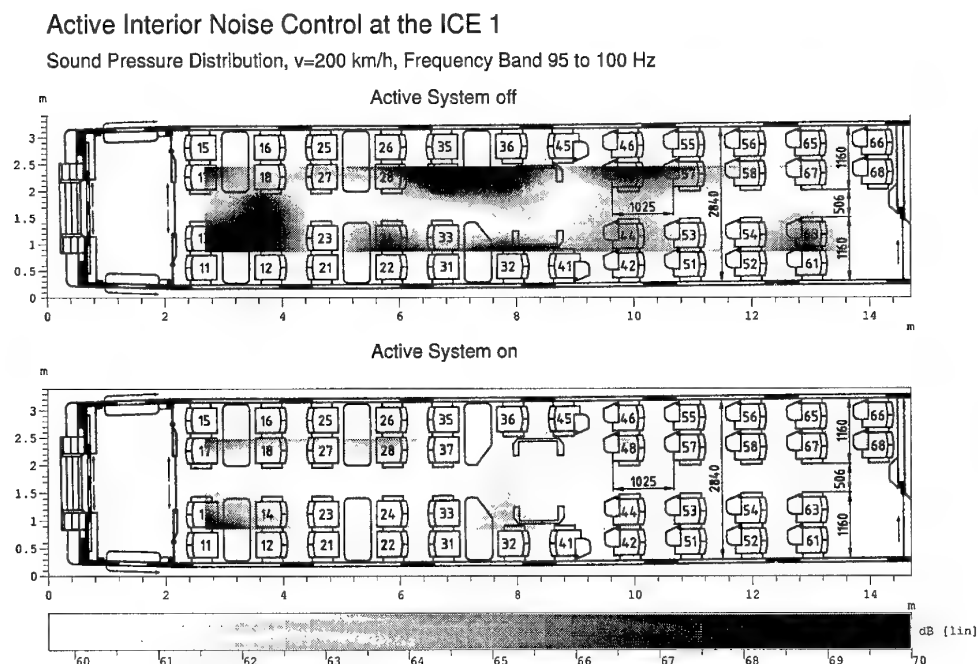 Active Interior Noise Control at the ICE 1
Sound Pressure Distribution, v=200 km/h, Frequency Band 95 to 100 Hz
Active System off
m
3
2.5
2
1.5
1
0.5
0
15 16 25 26 35 36 45 46 55 56 65 66
18 27 28 57 58 67 68
1160
2840
1025
506
23 33 44 53 54
1160
11 12 21 22 31 32 41 42 51 52 61
0 2 4 6 8 10 12 14
m
Active System on
m
3
2.5
2
1.5
1
0.5
0
15 16 25 26 35 36 45 46 55 56 65 66
17 18 27 28 37 48 57 58 67 68
1160
2840
1025
506
14 23 24 33 44 53 54 63
1160
11 12 21 22 31 32 41 42 51 52 61
0 2 4 6 8 10 12 14
m
dB [lin]
60 61 62 63 64 65 66 67 68 69 70